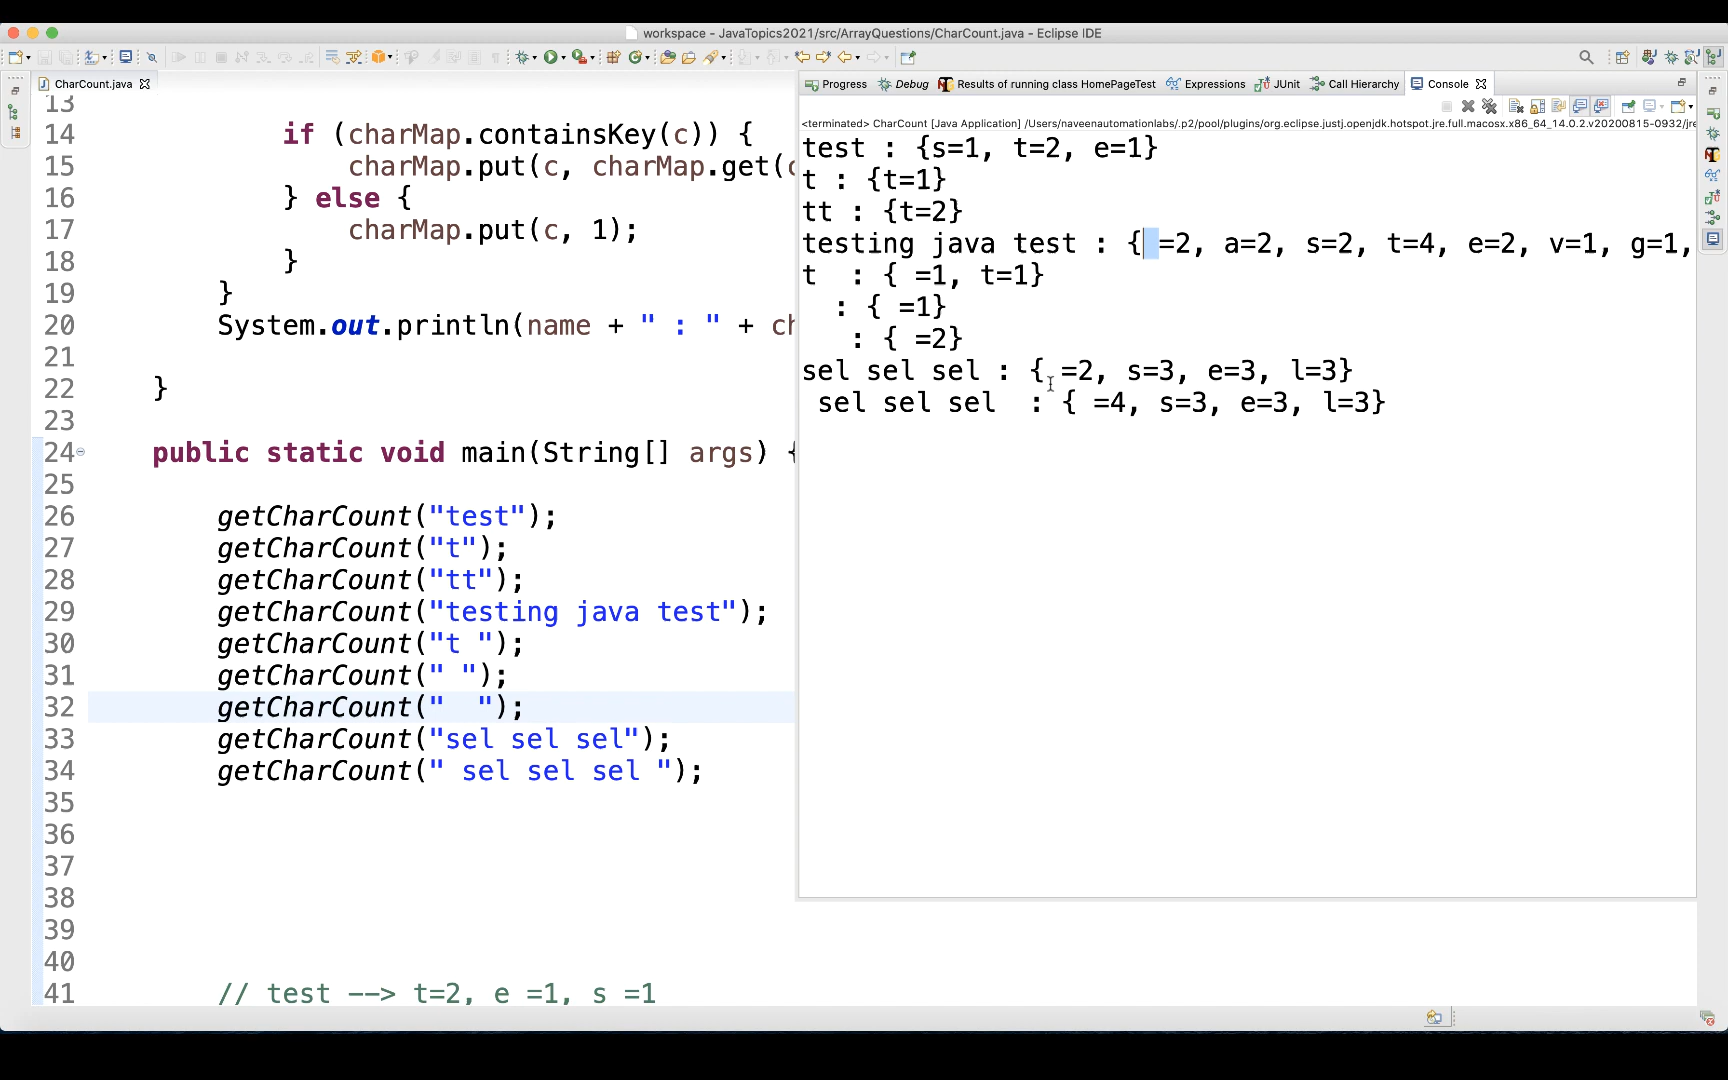 workspace - JavaTopics2021/src/ArrayQuestions/CharCount.java - Eclipse IDE
CharCount.java
Progress Debug Results of running class HomePageTest Expressions JUnit Call Hierarchy Console
<terminated> CharCount [Java Application] /Users/naveenautomationlabs/.p2/pool/plugins/org.eclipse.justj.openjdk.hotspot.jre.full.macosx.x86_64_14.0.2.v20200815-0932/jre
13
14 if (charMap.containsKey(c)) {
15 charMap.put(c, charMap.get(c
16 } else {
17 charMap.put(c, 1);
18 }
19 }
20 System.out.println(name + " : " + ch
21
22 }
23
24 public static void main(String[] args) {
25
26 getCharCount("test");
27 getCharCount("t");
28 getCharCount("tt");
29 getCharCount("testing java test");
30 getCharCount("t ");
31 getCharCount(" ");
32 getCharCount("  ");
33 getCharCount("sel sel sel");
34 getCharCount(" sel sel sel ");
35
36
37
38
39
40
41 // test --> t=2, e =1, s =1
test : {s=1, t=2, e=1}
t : {t=1}
tt : {t=2}
testing java test : { =2, a=2, s=2, t=4, e=2, v=1, g=1,
t  : { =1, t=1}
  : { =1}
   : { =2}
sel sel sel : { =2, s=3, e=3, l=3}
 sel sel sel  : { =4, s=3, e=3, l=3}